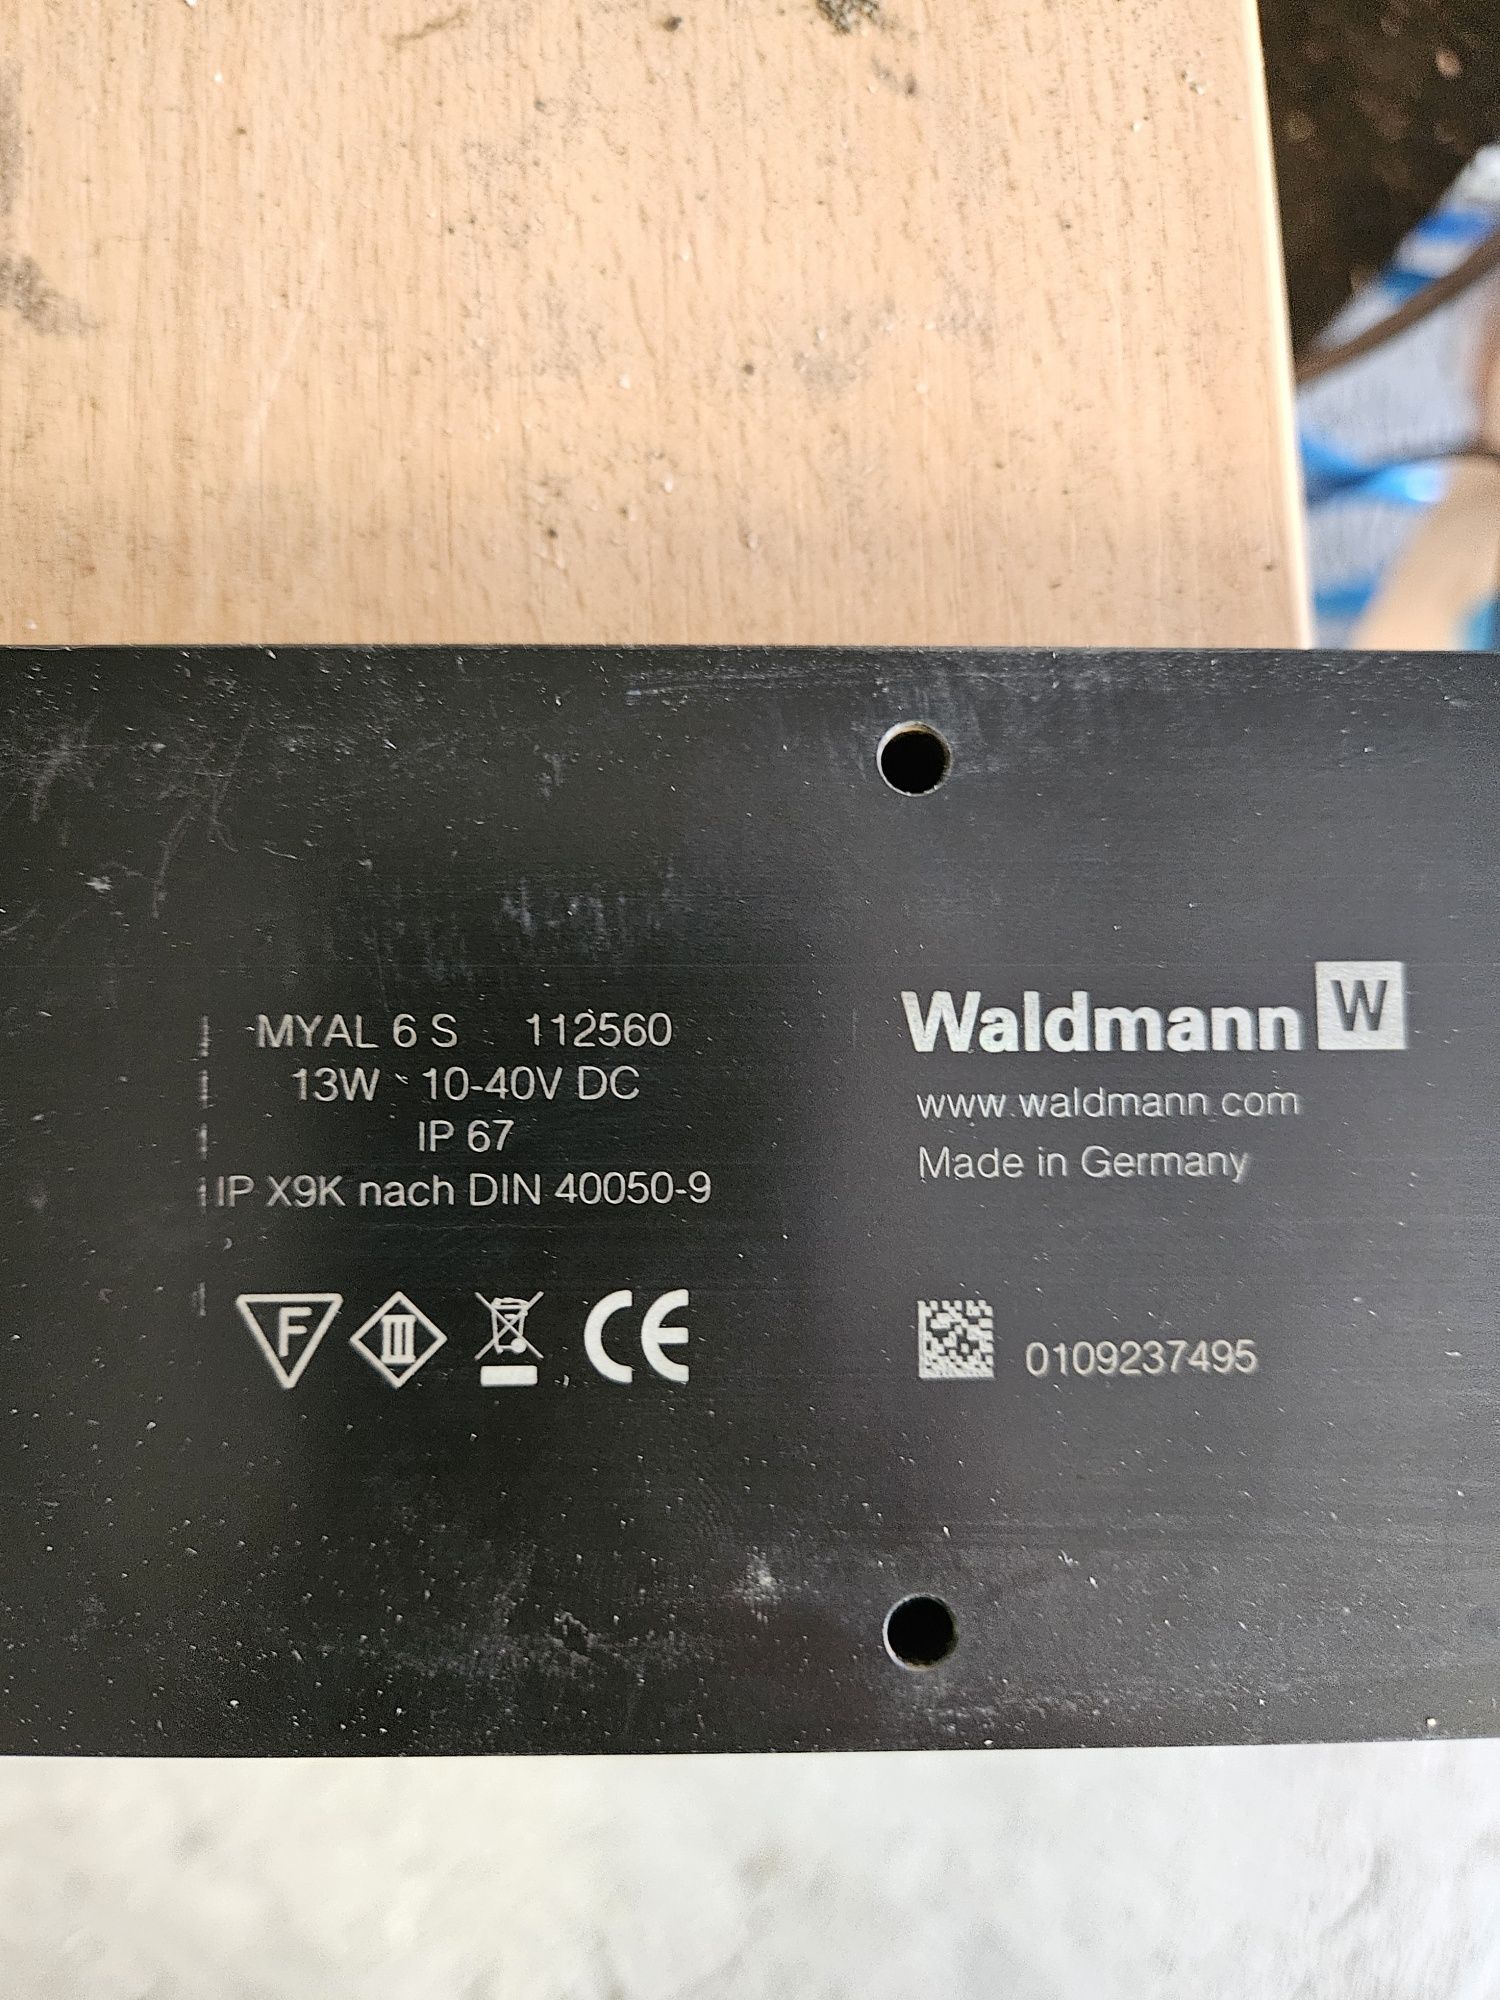 MYAL 6 S 112560
13W 10-40V DC
IP 67
IP X9K nach DIN 40050-9
F III CE
Waldmann W
www.waldmann.com
Made in Germany
0109237495